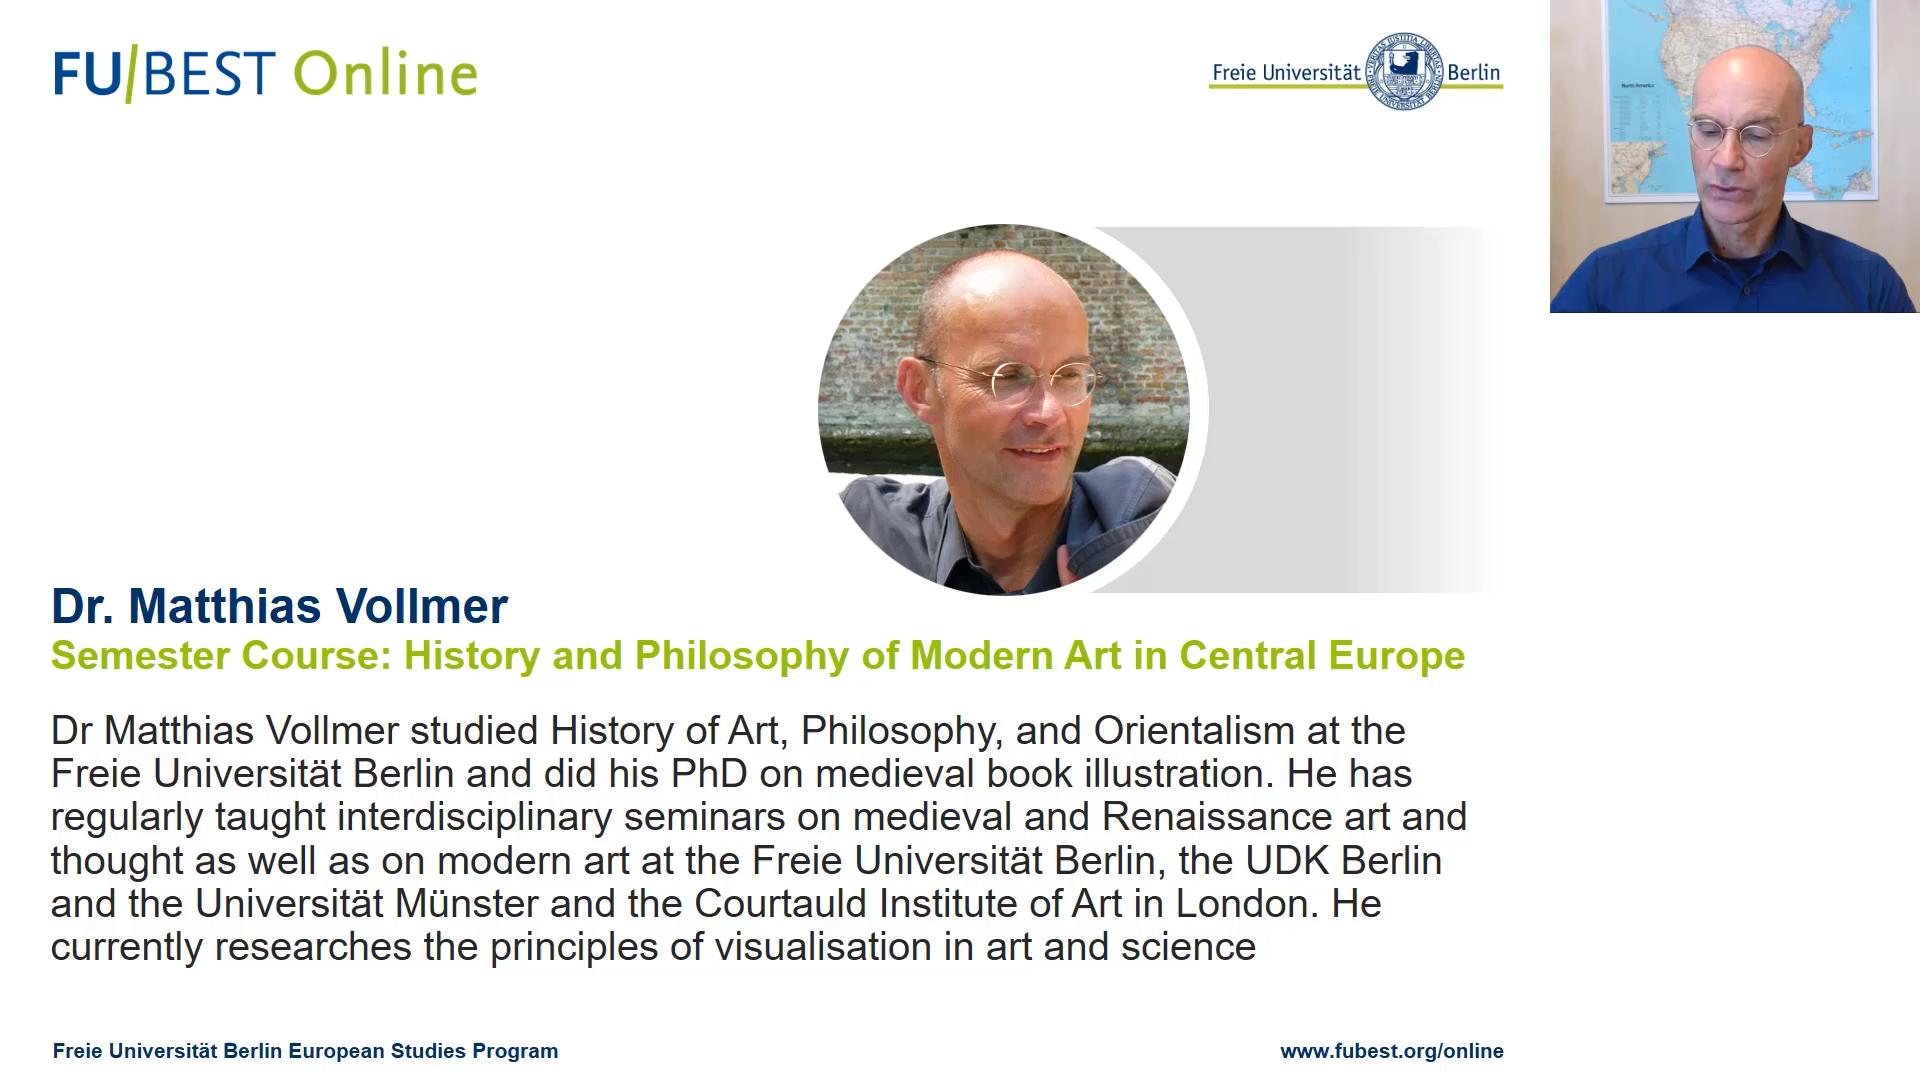 FU/BEST Online
Freie Universität Berlin
North America
Dr. Matthias Vollmer
Semester Course: History and Philosophy of Modern Art in Central Europe
Dr Matthias Vollmer studied History of Art, Philosophy, and Orientalism at the
Freie Universität Berlin and did his PhD on medieval book illustration. He has
regularly taught interdisciplinary seminars on medieval and Renaissance art and
thought as well as on modern art at the Freie Universität Berlin, the UDK Berlin
and the Universität Münster and the Courtauld Institute of Art in London. He
currently researches the principles of visualisation in art and science
Freie Universität Berlin European Studies Program
www.fubest.org/online